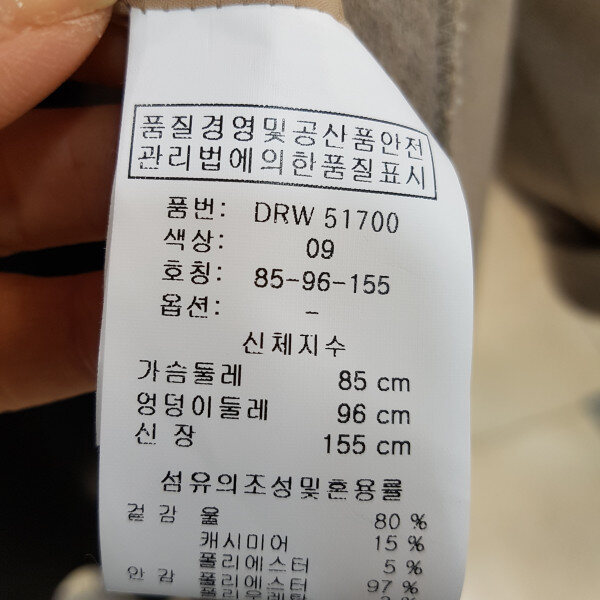 품질경영및공산품안전
관리법에의한품질표시
품번: DRW 51700
색상: 09
호칭: 85-96-155
옵션: -
신체지수
가슴둘레 85 cm
엉덩이둘레 96 cm
신 장 155 cm
섬유의조성및혼용률
겉 감 울 80 %
캐시미어 15 %
폴리에스터 5 %
안 감 폴리에스터 97 %